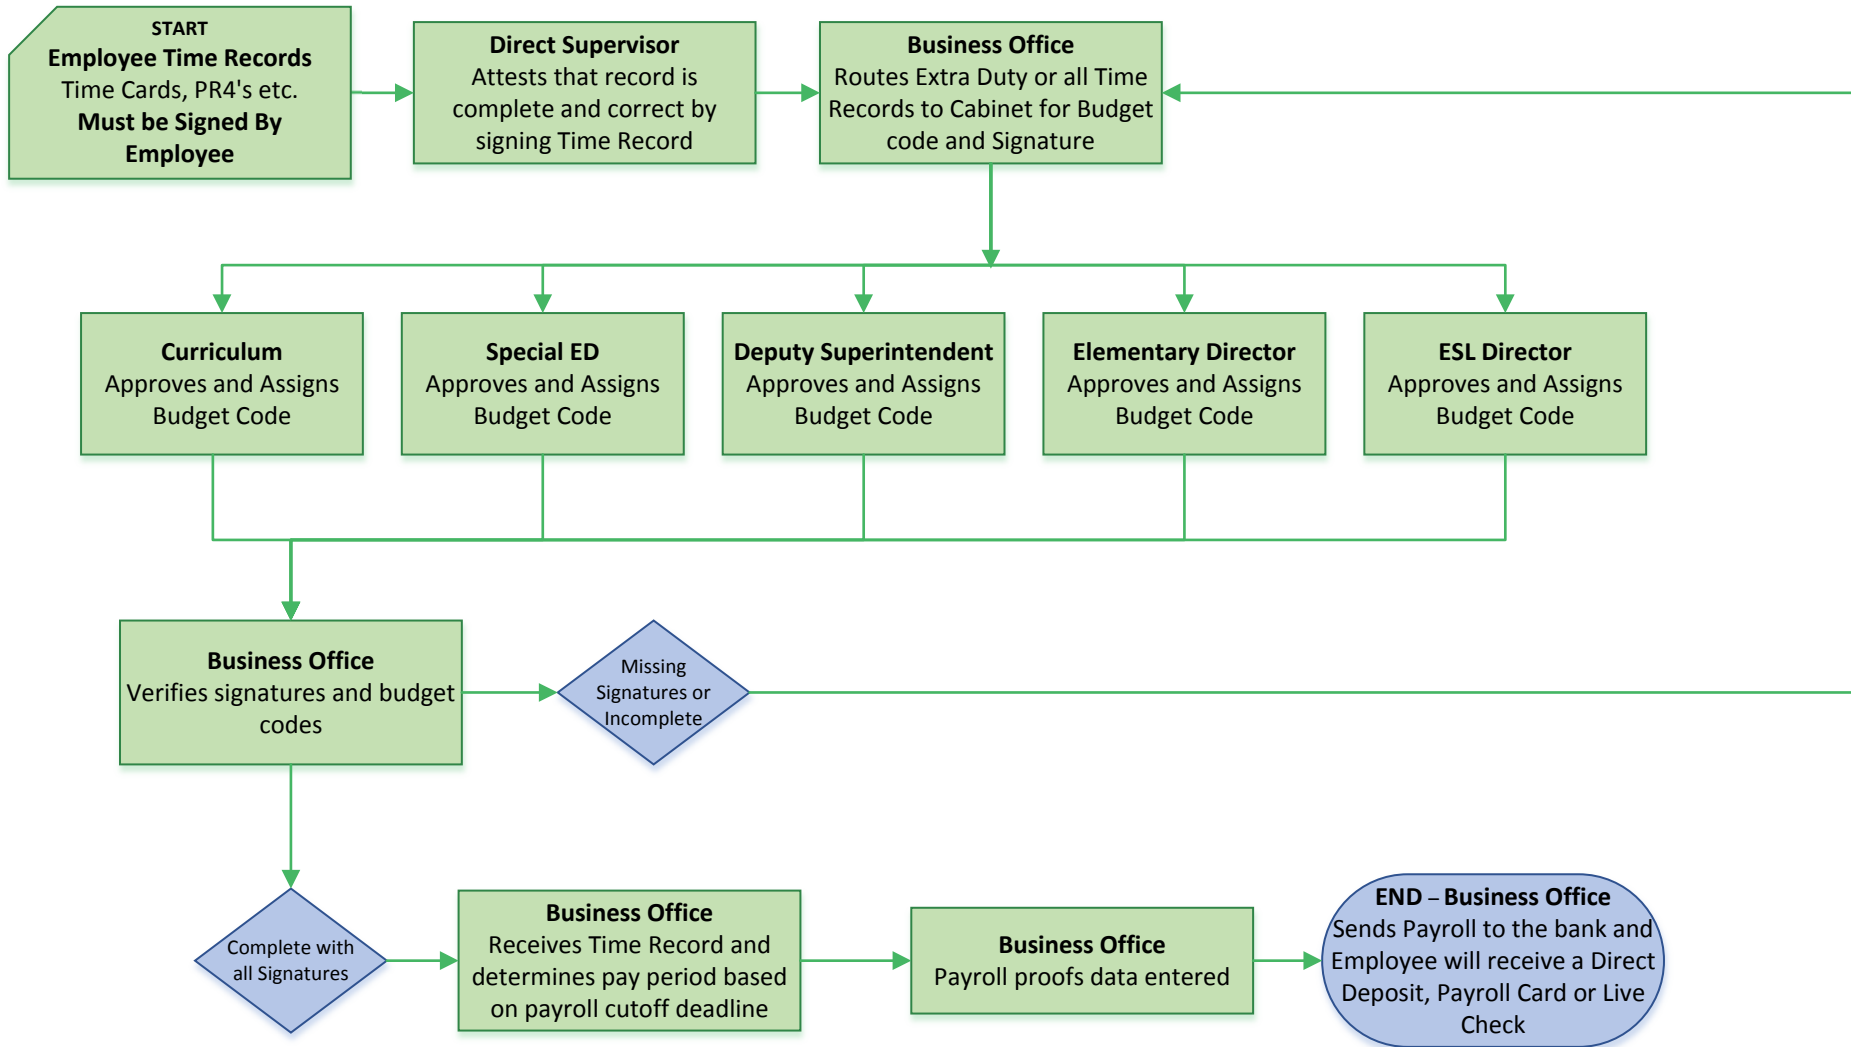 START
Employee Time Records
Time Cards, PR4's etc.
Must be Signed By
Employee
Direct Supervisor
Attests that record is
complete and correct by
signing Time Record
Business Office
Routes Extra Duty or all Time
Records to Cabinet for Budget
code and Signature
Curriculum
Approves and Assigns
Budget Code
Special ED
Approves and Assigns
Budget Code
Deputy Superintendent
Approves and Assigns
Budget Code
Elementary Director
Approves and Assigns
Budget Code
ESL Director
Approves and Assigns
Budget Code
Business Office
Verifies signatures and budget
codes
Missing
Signatures or
Incomplete
Complete with
all Signatures
Business Office
Receives Time Record and
determines pay period based
on payroll cutoff deadline
Business Office
Payroll proofs data entered
END – Business Office
Sends Payroll to the bank and
Employee will receive a Direct
Deposit, Payroll Card or Live
Check